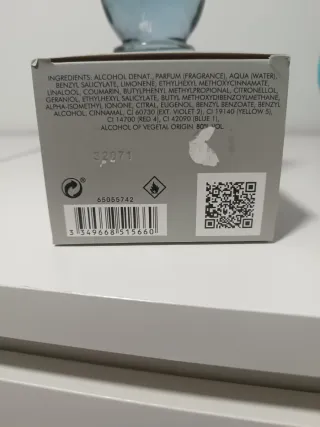 INGREDIENTS: ALCOHOL DENAT., PARFUM (FRAGRANCE), AQUA (WATER),
BENZYL SALICYLATE, LIMONENE, ETHYLHEXYL METHOXYCINNAMATE,
LINALOOL, COUMARIN, BUTYLPHENYL METHYLPROPIONAL, CITRONELLOL,
GERANIOL, ETHYLHEXYL SALICYLATE, BUTYL METHOXYDIBENZOYLMETHANE,
ALPHA-ISOMETHYL IONONE, CITRAL, EUGENOL, BENZYL BENZOATE, BENZYL
ALCOHOL, CINNAMAL, CI 60730 (EXT. VIOLET 2), CI 19140 (YELLOW 5),
CI 14700 (RED 4), CI 42090 (BLUE 1),
ALCOHOL OF VEGETAL ORIGIN 80% VOL.
65055742
3 349668 515660